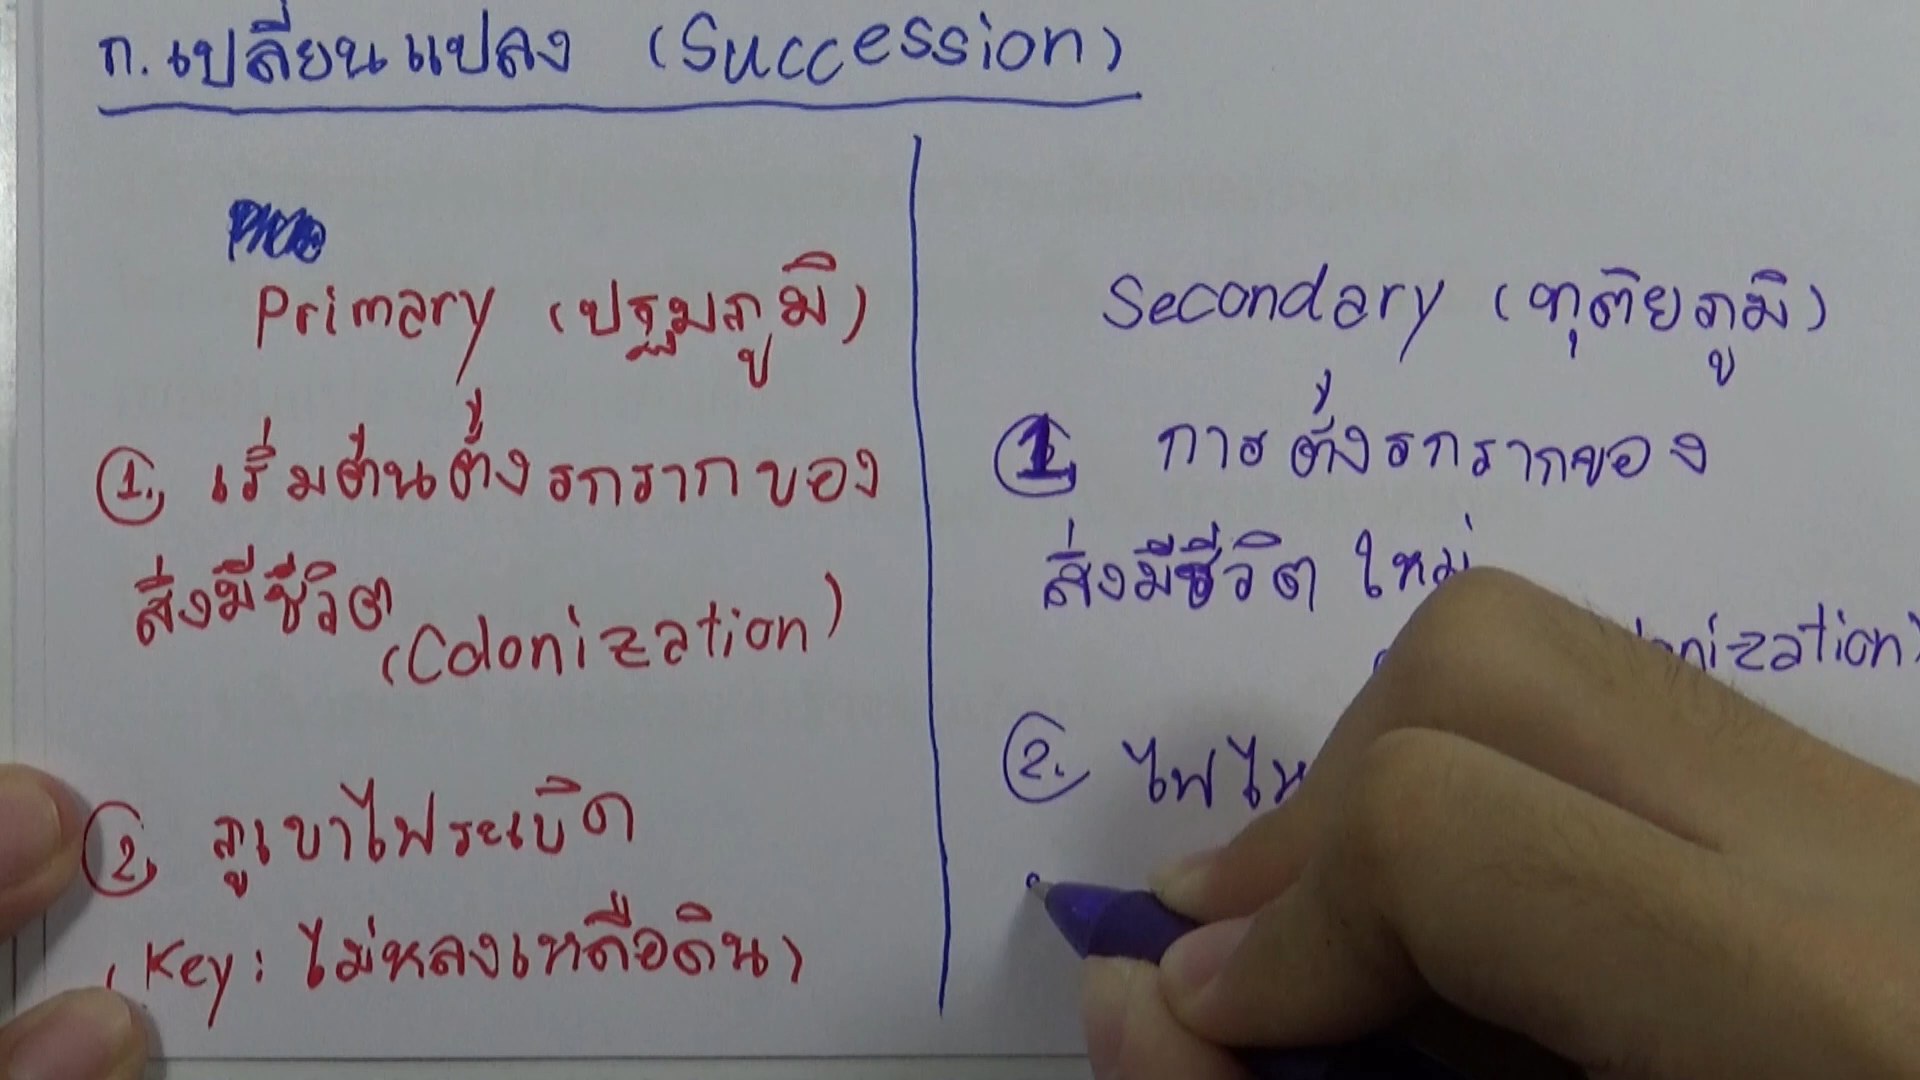 ก.เปลี่ยนแปลง (Succession)
Primary (ปฐมภูมิ)
① เริ่มต้นตั้งรกรากของ
สิ่งมีชีวิต
(Colonization)
② ภูเขาไฟระเบิด
(Key: ไม่หลงเหลือดิน)
Secondary (ทุติยภูมิ)
① การตั้งรกรากของ
สิ่งมีชีวิต ใหม่
②